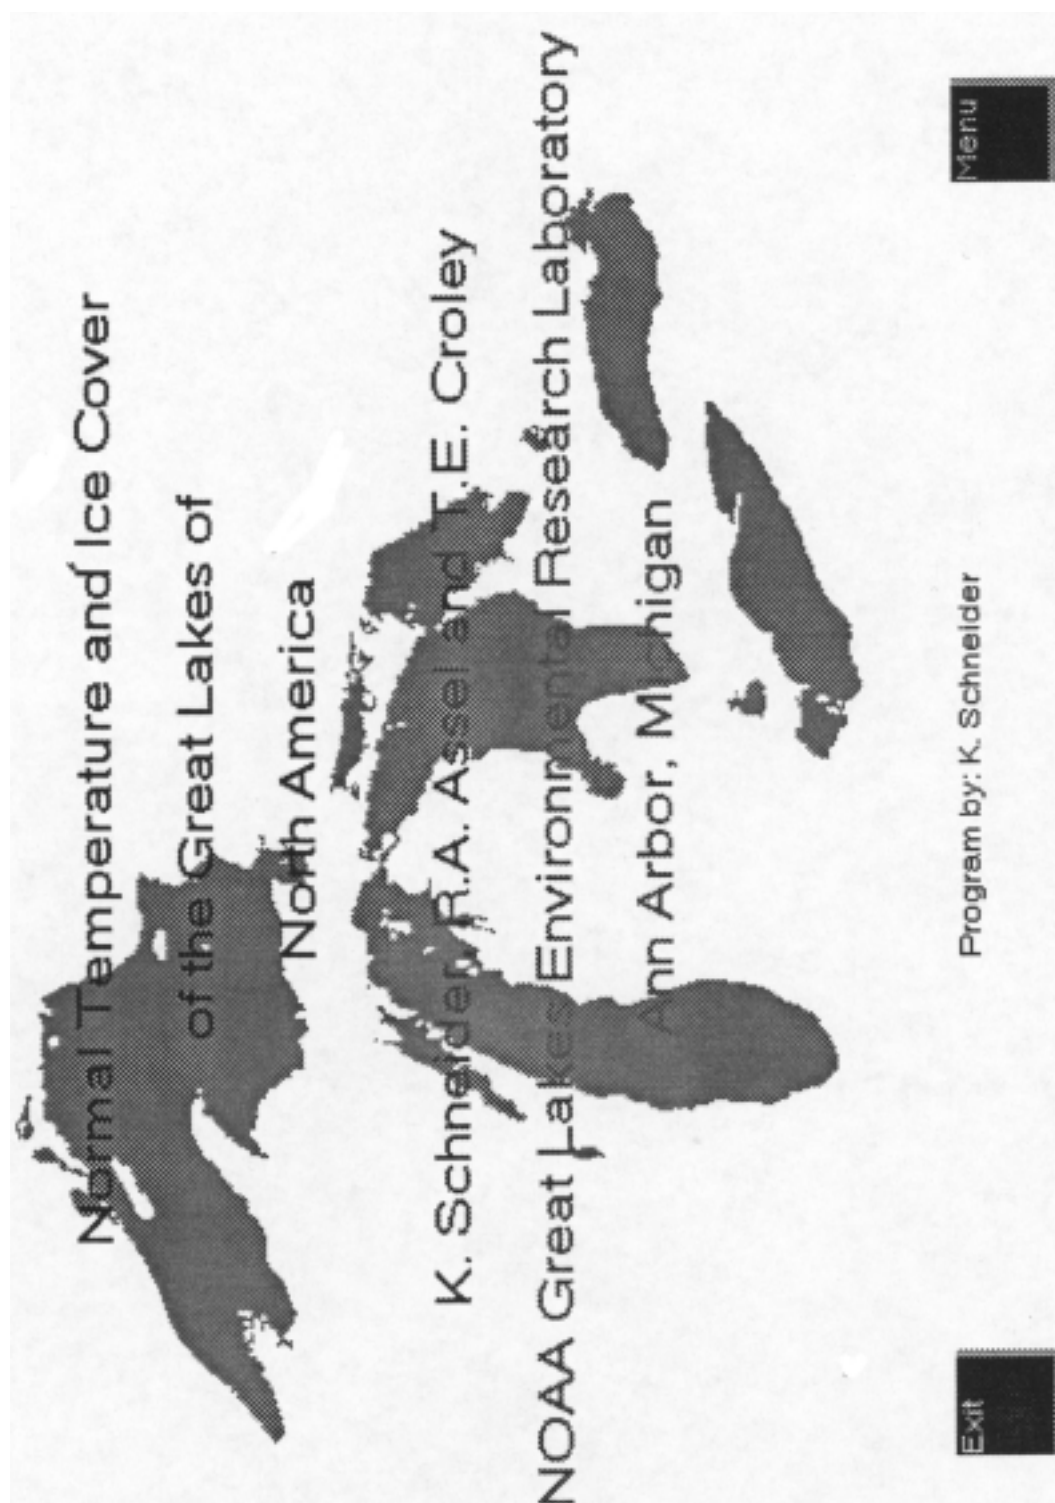 Normal Temperature and Ice Cover
of the Great Lakes of
North America
K. Schneider R.A. Assel and T.E. Croley
NOAA Great Lakes Environmental Research Laboratory
Ann Arbor, Michigan
Program by: K. Schneider
Exit
Menu